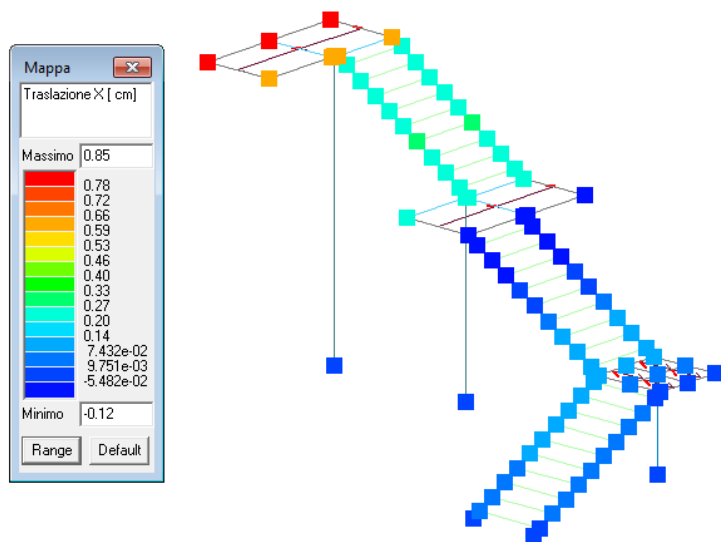 Mappa
Traslazione X [ cm]
Massimo 0.85
0.78
0.72
0.66
0.59
0.53
0.46
0.40
0.33
0.27
0.20
0.14
7.432e-02
9.751e-03
-5.482e-02
Minimo -0.12
Range Default